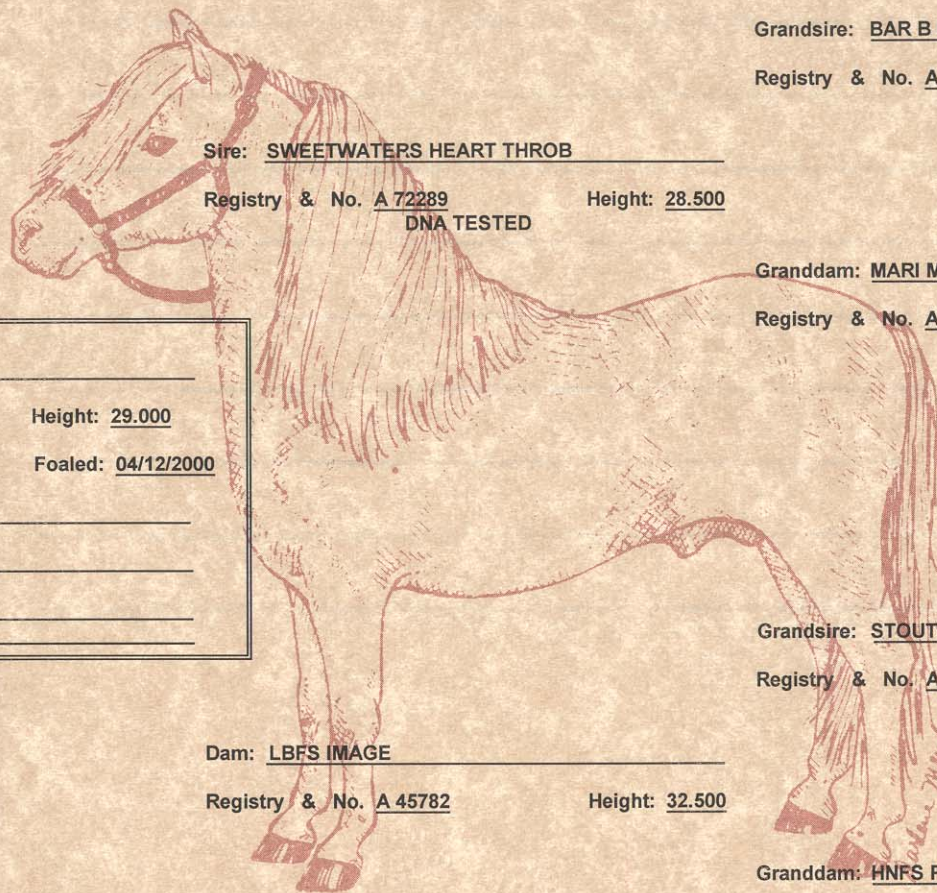 Grandsire: BAR B
Registry & No. A
Sire: SWEETWATERS HEART THROB
Registry & No. A 72289 Height: 28.500
DNA TESTED
Granddam: MARI
Registry & No. A
Height: 29.000
Foaled: 04/12/2000
Grandsire: STOUT
Registry & No. A
Dam: LBFS IMAGE
Registry & No. A 45782 Height: 32.500
Granddam: HNFS